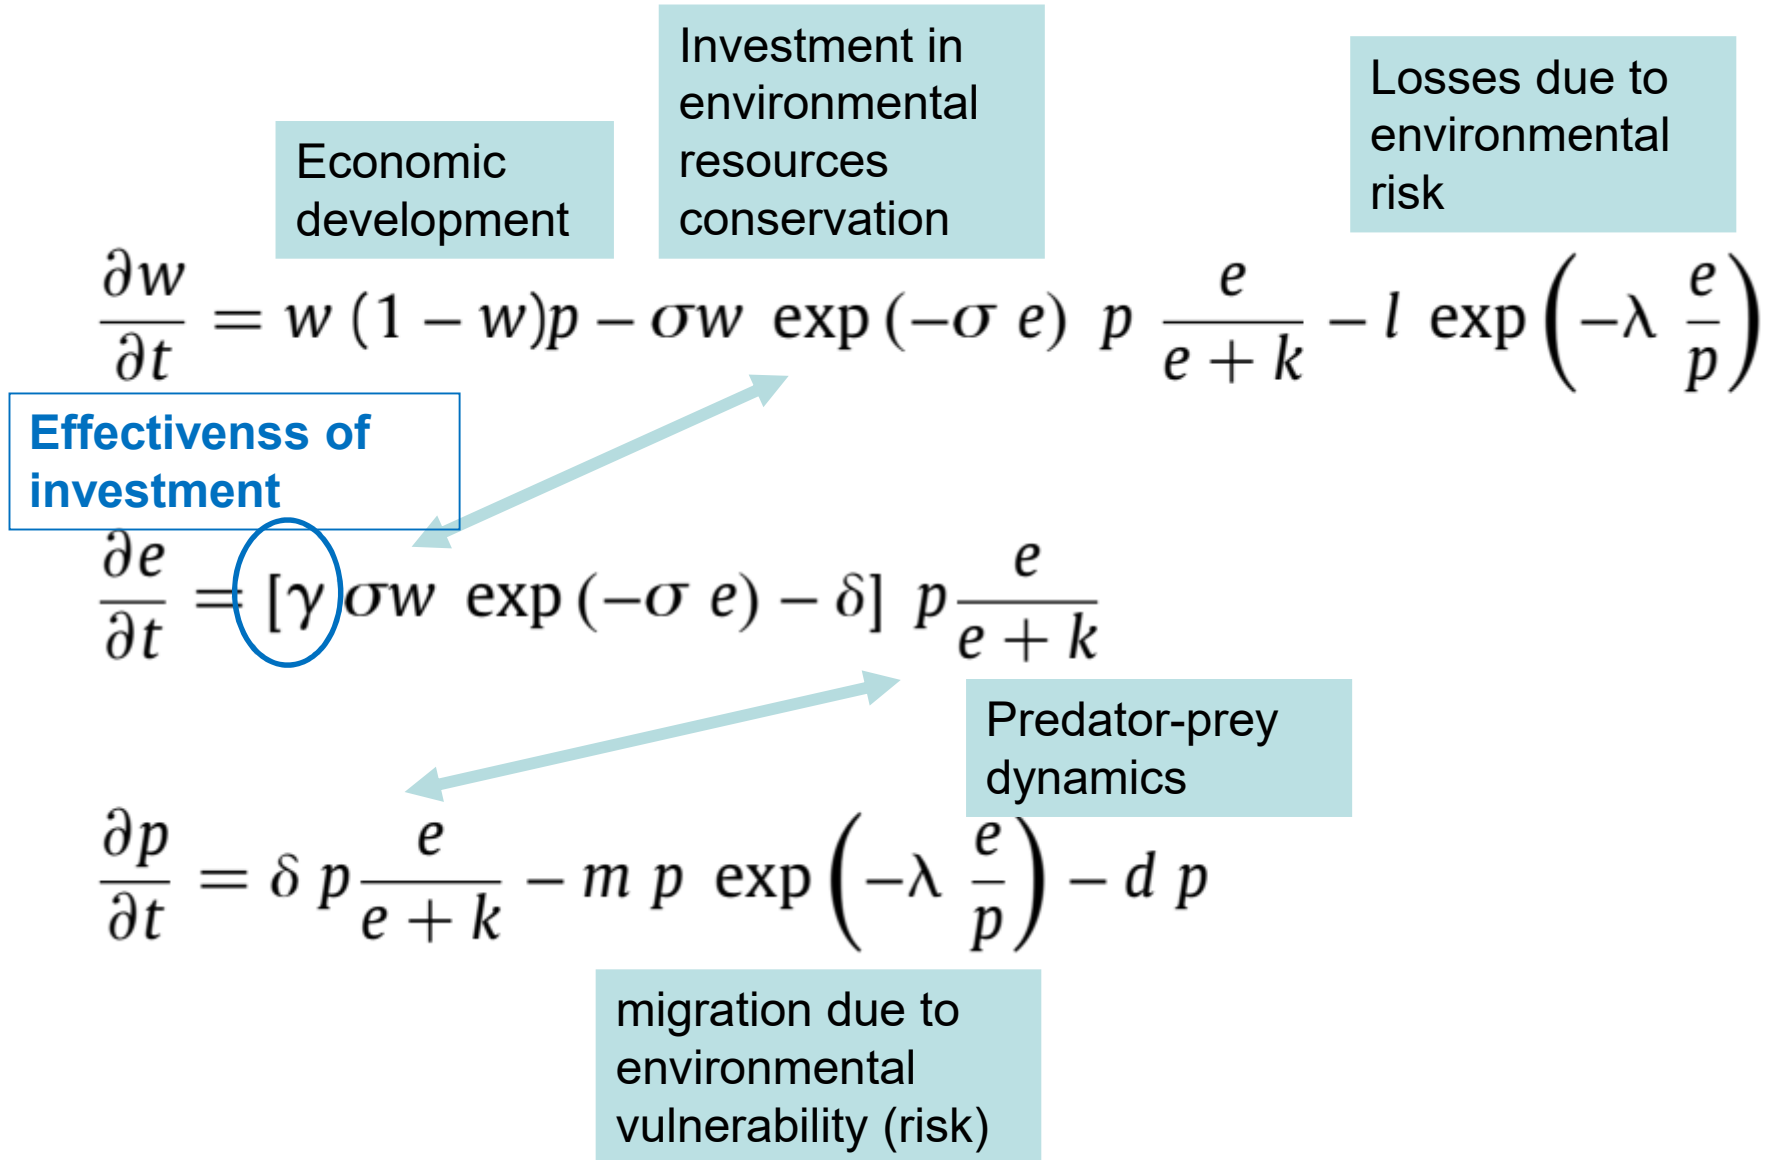 Investment in
environmental
resources
conservation
Losses due to
environmental
risk
Economic
development
∂w/∂t = w (1 − w)p − σw exp (−σ e) p e/(e + k) − l exp(−λ e/p)
Effectivenss of
investment
∂e/∂t = [γ σw exp (−σ e) − δ] p e/(e + k)
Predator-prey
dynamics
∂p/∂t = δ p e/(e + k) − m p exp(−λ e/p) − d p
migration due to
environmental
vulnerability (risk)